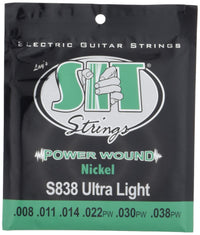 ELECTRIC GUITAR STRINGS
SIT
Strings
POWER WOUND
Nickel
S838 Ultra Light
.008 .011 .014 .022PW .030PW .038PW